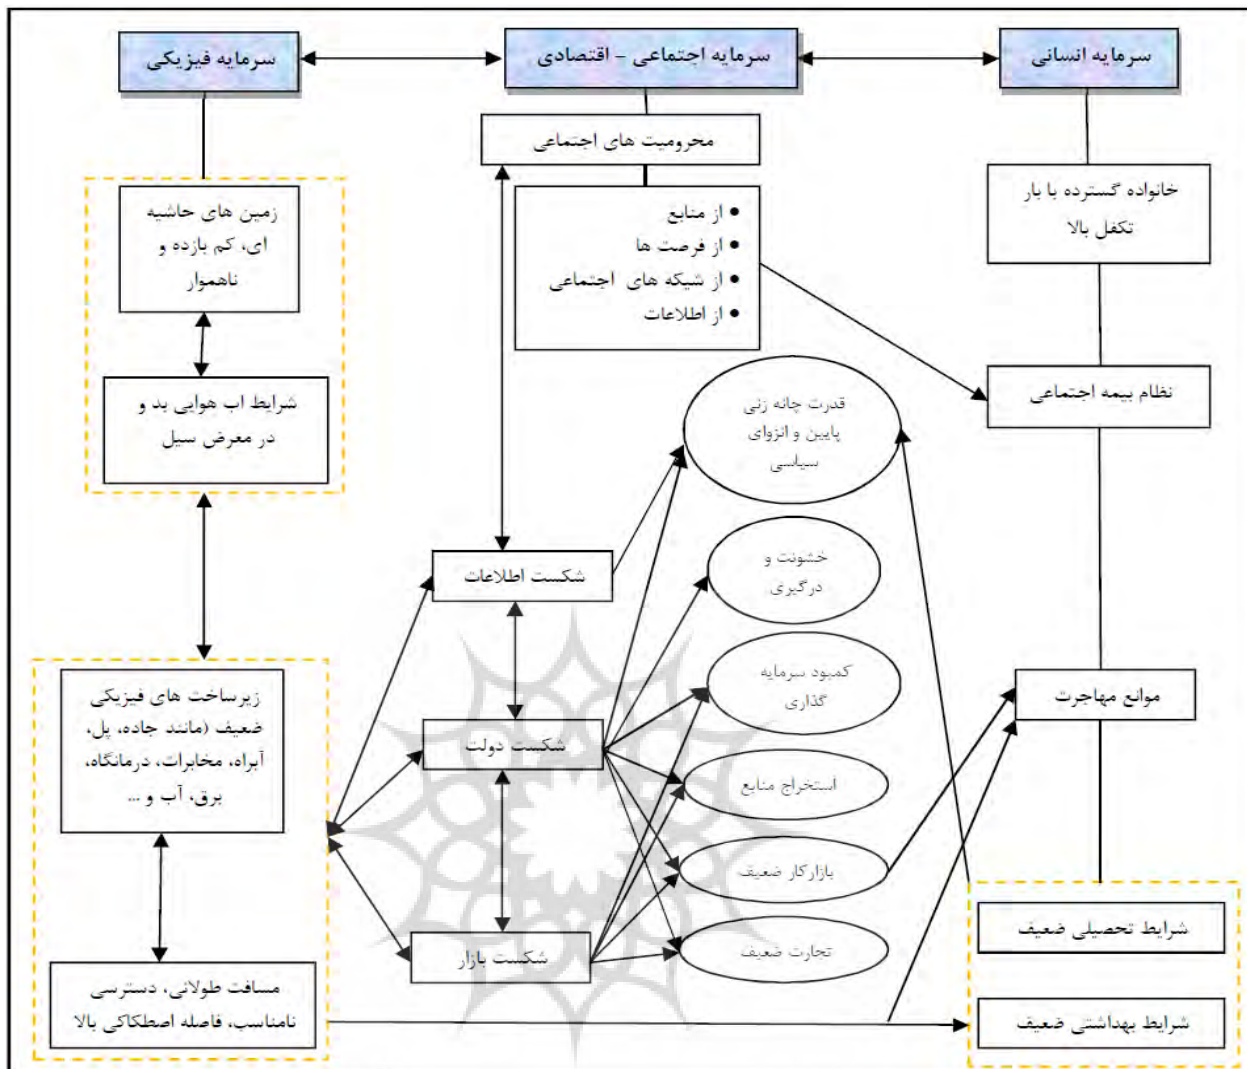 سرمایه انسانی
سرمایه اجتماعی - اقتصادی
سرمایه فیزیکی
محرومیت های اجتماعی
• از منابع
• از فرصت ها
• از شیکه های اجتماعی
• از اطلاعات
خانواده گسترده با بار
تکفل بالا
زمین های حاشیه
ای، کم بازده و
ناهموار
نظام بیمه اجتماعی
شرایط اب هوایی بد و
در معرض سیل
قدرت چانه زنی
پایین و انزوای
سیاسی
خشونت و
درگیری
شکست اطلاعات
کمبود سرمایه
گذاری
موانع مهاجرت
زیرساخت های فیزیکی
ضعیف (مانند جاده، پل،
آبراه، مخابرات، درمانگاه،
برق، آب و ...
شکست دولت
استخراج منابع
بازارکار ضعیف
تجارت ضعیف
شکست بازار
شرایط تحصیلی ضعیف
مسافت طولانی، دسترسی
نامناسب، فاصله اصطکاکی بالا
شرایط بهداشتی ضعیف